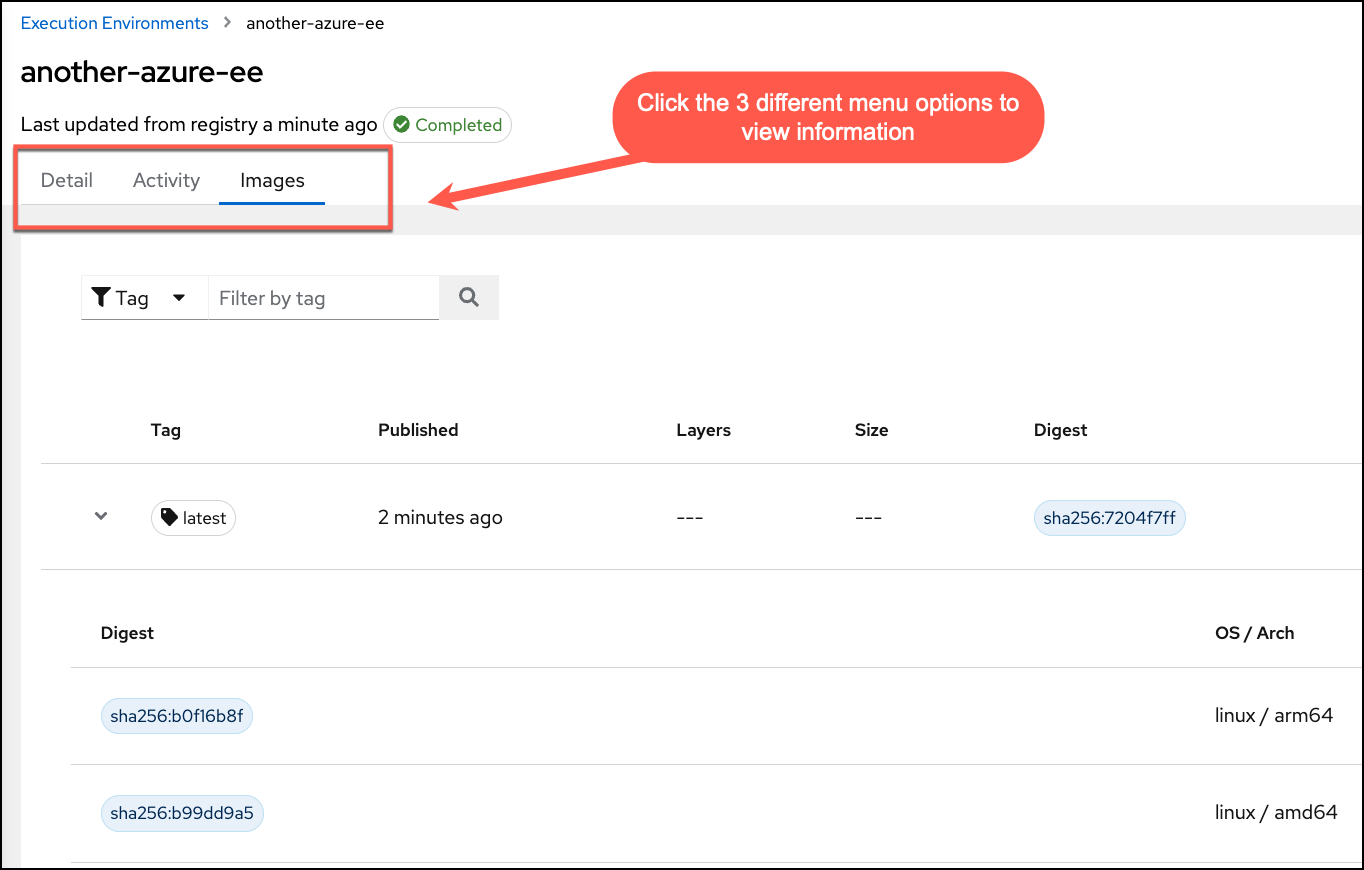 Execution Environments > another-azure-ee
another-azure-ee
Last updated from registry a minute ago Completed
Click the 3 different menu options to
view information
Detail Activity Images
Tag Filter by tag
Tag Published Layers Size Digest
latest 2 minutes ago --- --- sha256:7204f7ff
Digest OS / Arch
sha256:b0f16b8f linux / arm64
sha256:b99dd9a5 linux / amd64